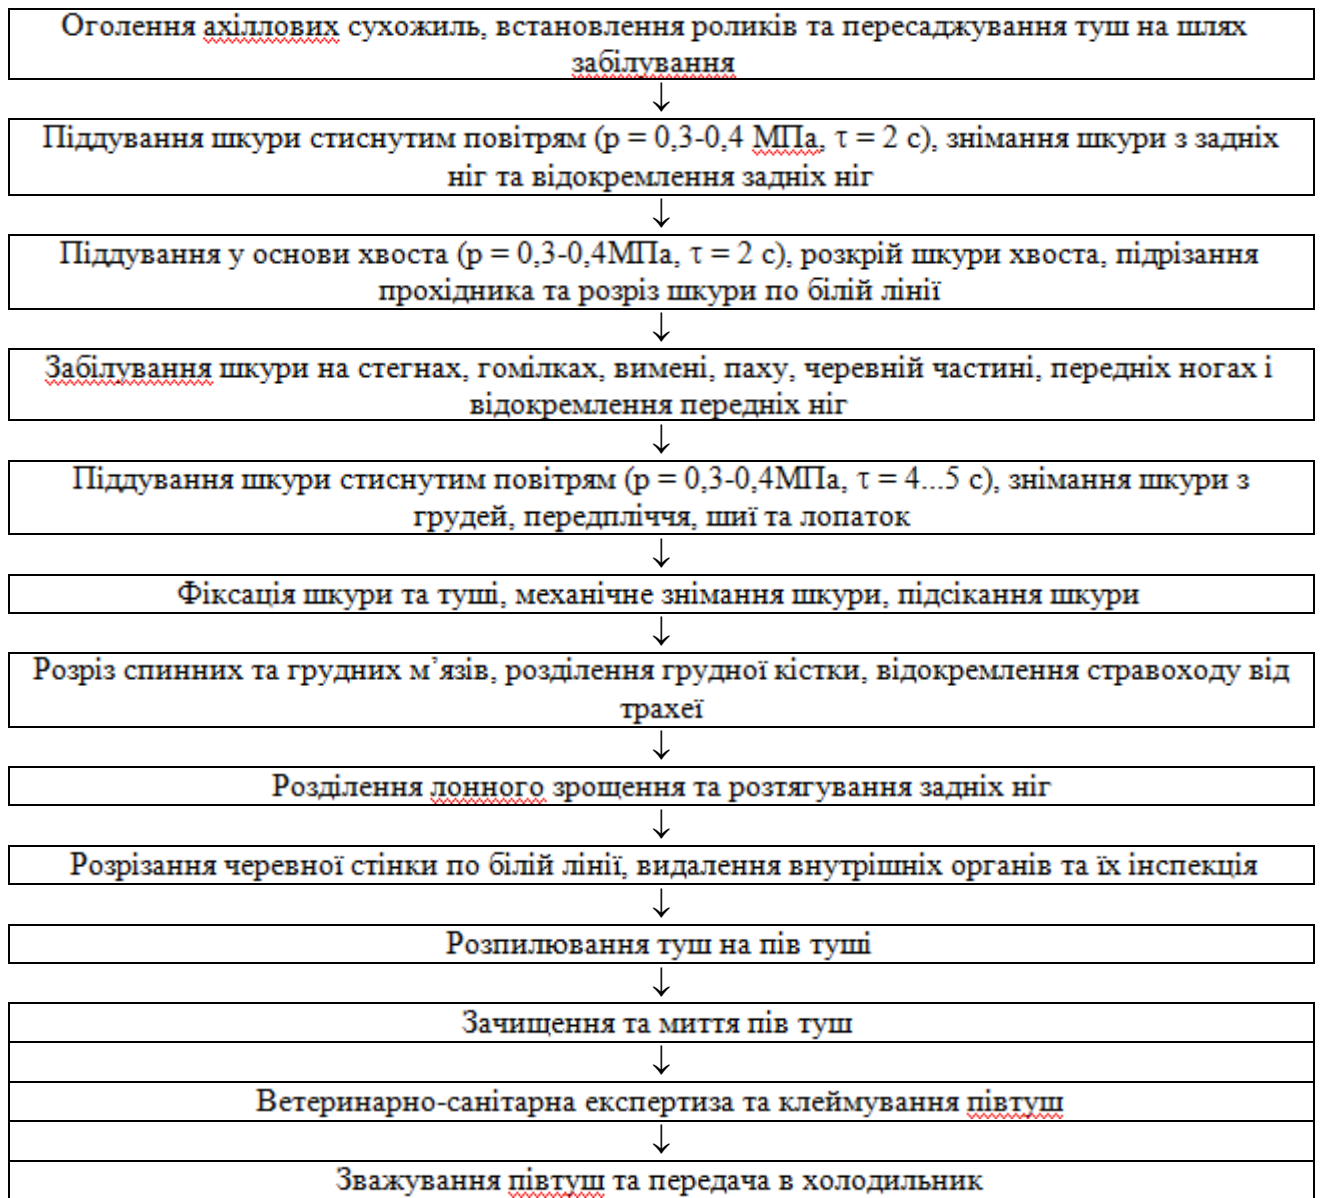 Оголення ахіллових сухожиль, встановлення роликів та пересаджування туш на шлях
забілування
↓
Піддування шкури стиснутим повітрям (р = 0,3-0,4 МПа, τ = 2 с), знімання шкури з задніх
ніг та відокремлення задніх ніг
↓
Піддування у основи хвоста (р = 0,3-0,4МПа, τ = 2 с), розкрій шкури хвоста, підрізання
прохідника та розріз шкури по білій лінії
↓
Забілування шкури на стегнах, гомілках, вимені, паху, черевній частині, передніх ногах і
відокремлення передніх ніг
↓
Піддування шкури стиснутим повітрям (р = 0,3-0,4МПа, τ = 4...5 с), знімання шкури з
грудей, передпліччя, шиї та лопаток
↓
Фіксація шкури та туші, механічне знімання шкури, підсікання шкури
↓
Розріз спинних та грудних м’язів, розділення грудної кістки, відокремлення стравоходу від
трахеї
↓
Розділення лонного зрощення та розтягування задніх ніг
↓
Розрізання черевної стінки по білій лінії, видалення внутрішніх органів та їх інспекція
↓
Розпилювання туш на пів туші
↓
Зачищення та миття пів туш
↓
Ветеринарно-санітарна експертиза та клеймування півтуш
↓
Зважування півтуш та передача в холодильник